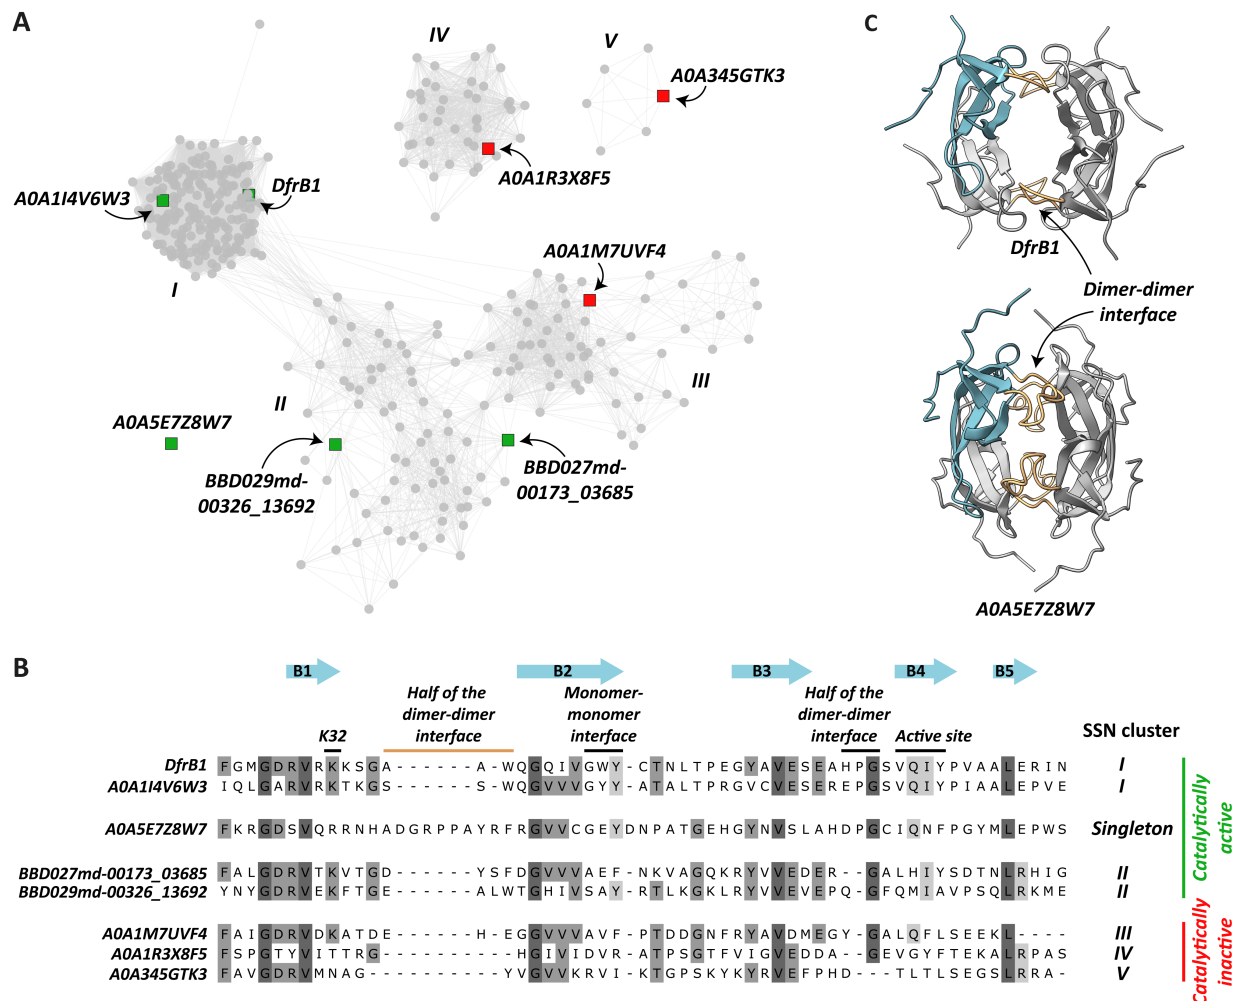 A
IV
V
A0A345GTK3
A0A1R3X8F5
A0A1I4V6W3
DfrB1
I
A0A1M7UVF4
II
III
A0A5E7Z8W7
BBD029md-
00326_13692
BBD027md-
00173_03685
C
DfrB1
Dimer-dimer
interface
A0A5E7Z8W7
B
B1 B2 B3 B4 B5
K32
Half of the
dimer-dimer
interface
Monomer-
monomer
interface
Half of the
dimer-dimer
interface
Active site
SSN cluster
DfrB1 FGMGDRVRKKSGA------A-WQGQIVGWY-CTNLTPEGYAVESEAHPGSVQIYPVAALERIN I
A0A1I4V6W3 IQLGARVRKTKGS------S-WQGVVVGYY-ATALTPRGVCVESEREPGSVQIYPIAALEPVE I
A0A5E7Z8W7 FKRGDSVQRRNHADGRPPAYRFRGVVCGEYDNPATGEHGYNVSLAHDPGCIQNFPGYMLEPWS Singleton
BBD027md-00173_03685 FALGDRVTKVTGD------YSFDGVVVAEF-NKVAGQKRYVVEDER--GALHIYSDTNLRHIG II
BBD029md-00326_13692 YNYGDRVEKFTGE------ALWTGHIVSAY-RTLKGKLRYVVEVEPQ-GFQMIAVPSQLRKME II
A0A1M7UVF4 FAIGDRVDKATDE------H-EGGVVVAVF-PTDDGNFRYAVDMEGY-GALQFLSEEKL---- III
A0A1R3X8F5 FSPGTYVITTRG----------HGIVIDVR-ATPSGTFVIGVEDDA--GEVGYFTEKALRPAS IV
A0A345GTK3 FAVGDRVMNAG----------YVGVVKRVI-KTGPSKYKYRVEFPHD---TLTLSEGSLRRA- V
Catalytically
active
Catalytically
inactive